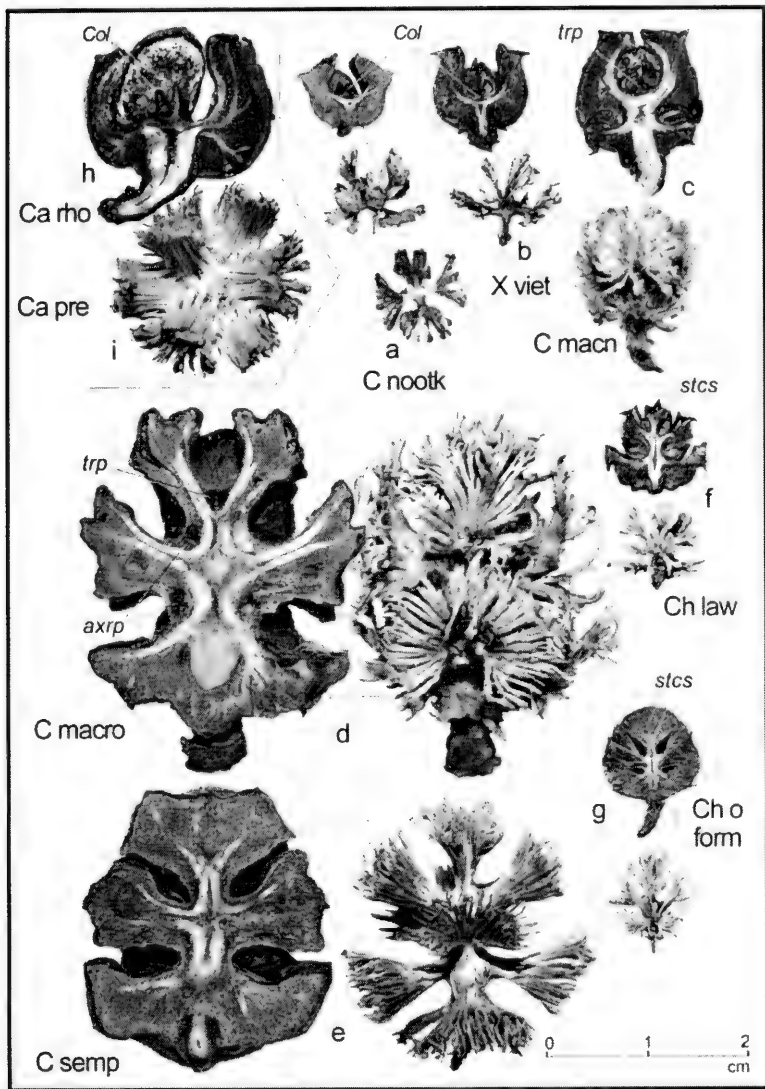 Col
Col
trp
h
c
Ca rho
b
X viet
Ca pre
i
a
C nootk
C macn
stcs
trp
f
Ch law
axrp
stcs
C macro
d
g
Ch o
form
e
C semp
0 1 2
cm